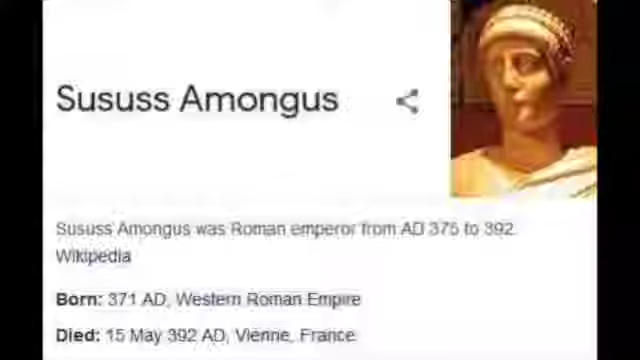 Sususs Amongus
Sususs Amongus was Roman emperor from AD 375 to 392.
Wikipedia
Born: 371 AD, Western Roman Empire
Died: 15 May 392 AD, Vienne, France